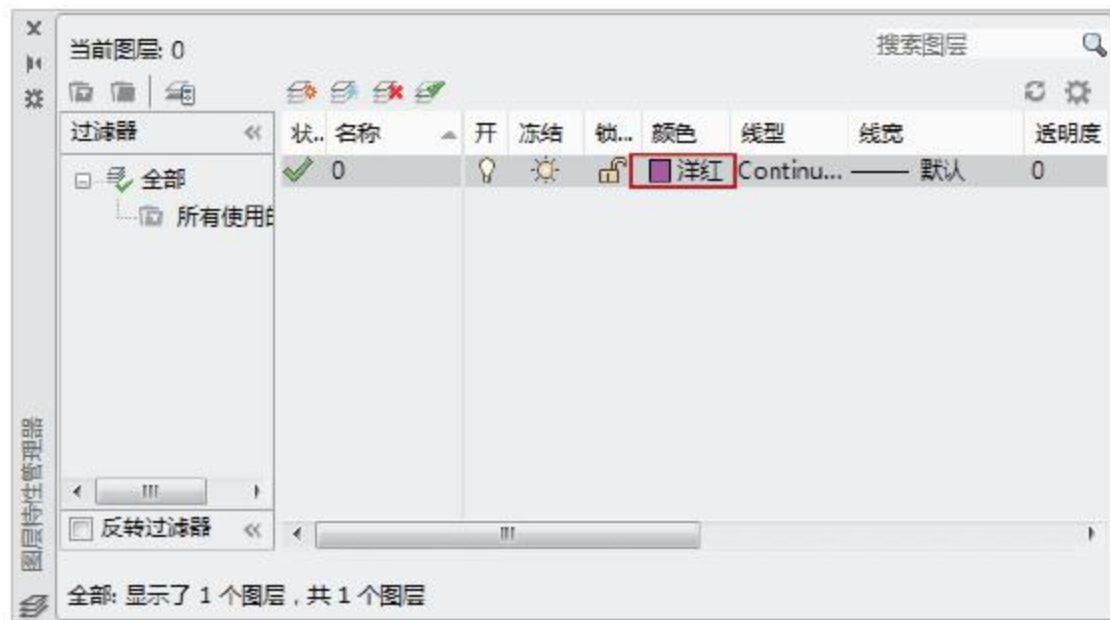 当前图层: 0
搜索图层
过滤器
状.. 名称 开 冻结 锁... 颜色 线型 线宽 透明度
全部
0 洋红 Continu... 默认 0
所有使用的
图层特性管理器
反转过滤器
全部: 显示了 1 个图层 , 共 1 个图层